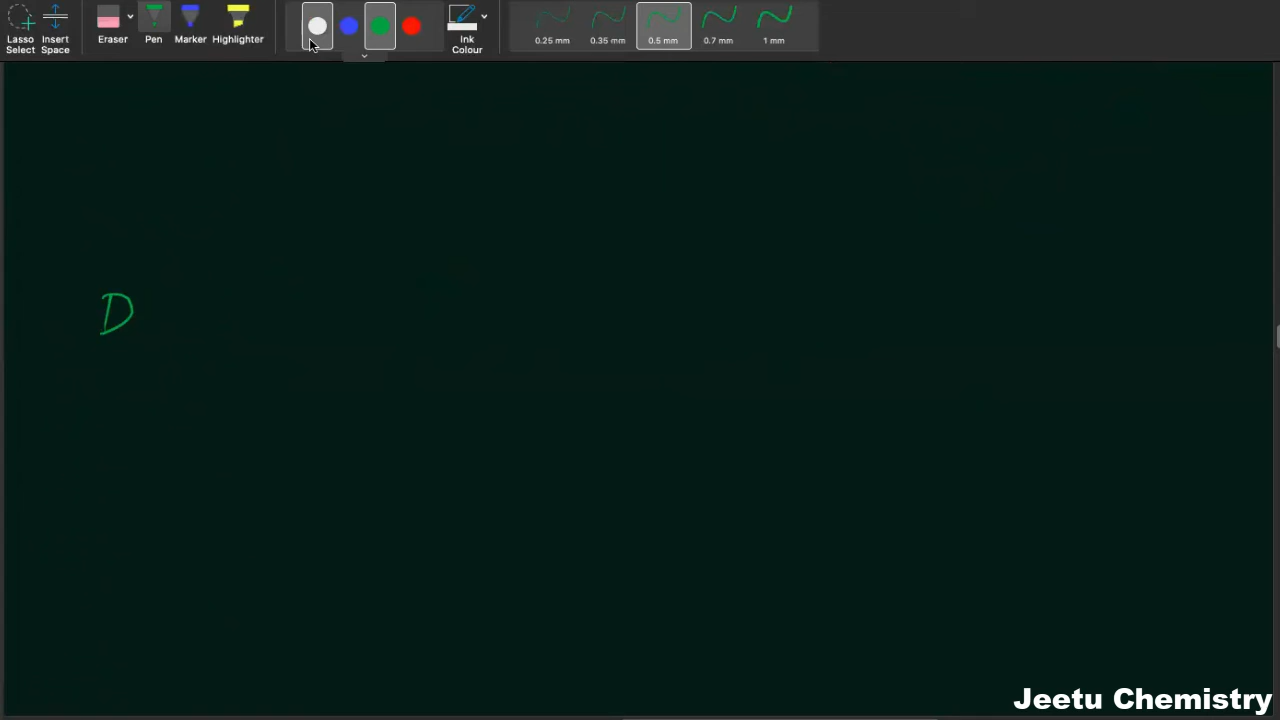 Lasso Select
Insert Space
Eraser
Pen
Marker
Highlighter
Ink Colour
0.25 mm
0.35 mm
0.5 mm
0.7 mm
1 mm
D
Jeetu Chemistry